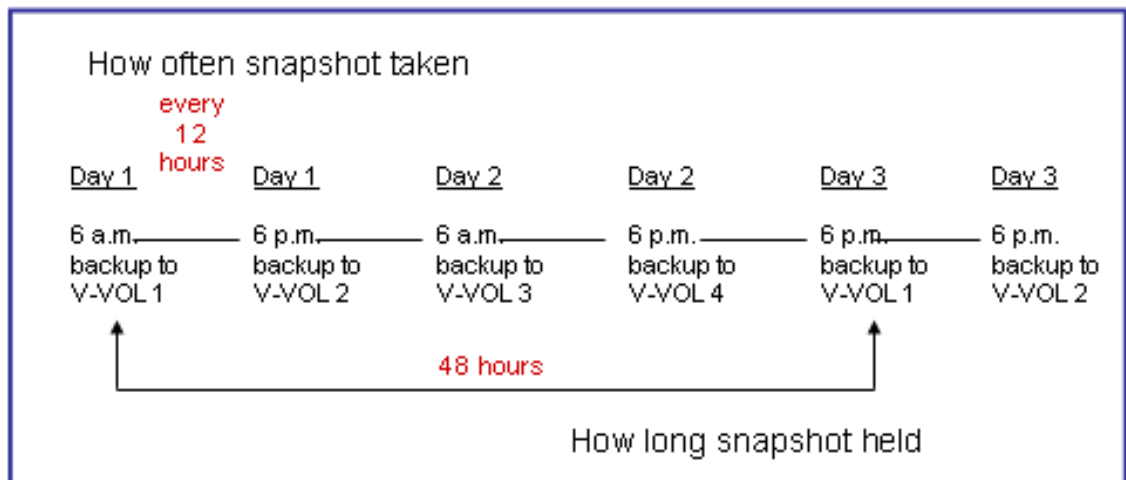 How often snapshot taken
every
12
hours
Day 1 Day 1 Day 2 Day 2 Day 3 Day 3
6 a.m. 6 p.m. 6 a.m. 6 p.m. 6 p.m. 6 p.m.
backup to backup to backup to backup to backup to backup to
V-VOL 1 V-VOL 2 V-VOL 3 V-VOL 4 V-VOL 1 V-VOL 2
48 hours
How long snapshot held